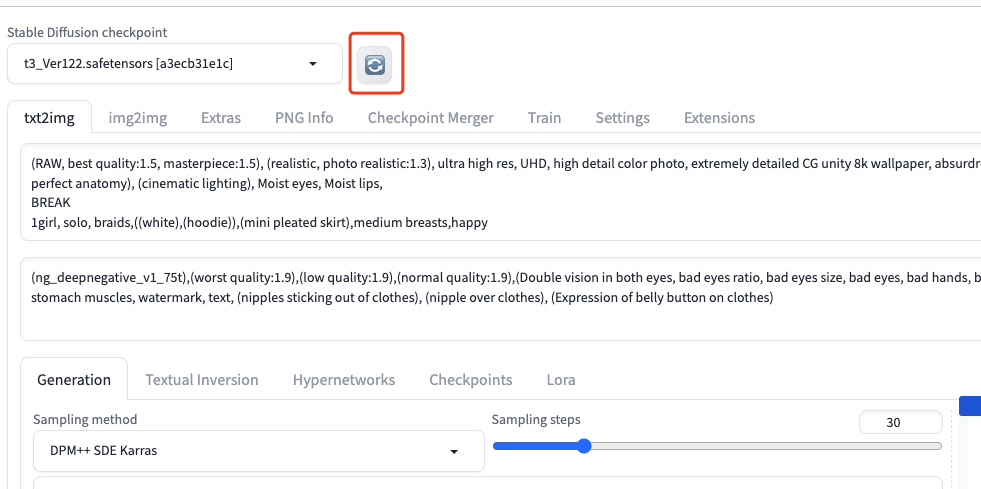 Stable Diffusion checkpoint
t3_Ver122.safetensors [a3ecb31e1c]
txt2img img2img Extras PNG Info Checkpoint Merger Train Settings Extensions
(RAW, best quality:1.5, masterpiece:1.5), (realistic, photo realistic:1.3), ultra high res, UHD, high detail color photo, extremely detailed CG unity 8k wallpaper,
perfect anatomy), (cinematic lighting), Moist eyes, Moist lips,
BREAK
1girl, solo, braids,((white),(hoodie)),(mini pleated skirt),medium breasts,happy
(ng_deepnegative_v1_75t),(worst quality:1.9),(low quality:1.9),(normal quality:1.9),(Double vision in both eyes, bad eyes ratio, bad eyes size, bad eyes, bad hands,
stomach muscles, watermark, text, (nipples sticking out of clothes), (nipple over clothes), (Expression of belly button on clothes)
Generation Textual Inversion Hypernetworks Checkpoints Lora
Sampling method Sampling steps 30
DPM++ SDE Karras